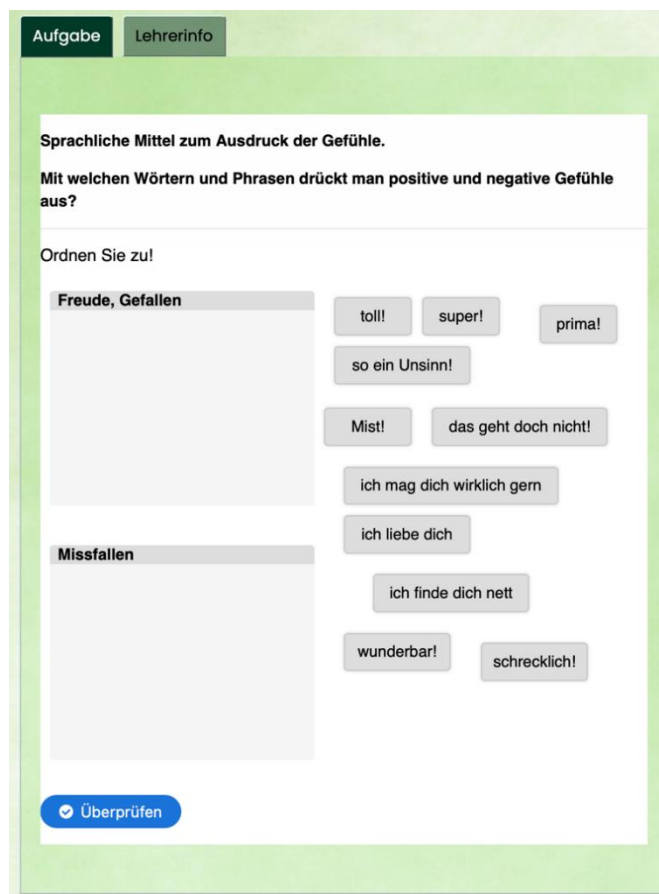 Aufgabe Lehrerinfo
Sprachliche Mittel zum Ausdruck der Gefühle.
Mit welchen Wörtern und Phrasen drückt man positive und negative Gefühle
aus?
Ordnen Sie zu!
Freude, Gefallen
toll! super! prima!
so ein Unsinn!
Mist! das geht doch nicht!
ich mag dich wirklich gern
ich liebe dich
Missfallen
ich finde dich nett
wunderbar! schrecklich!
Überprüfen